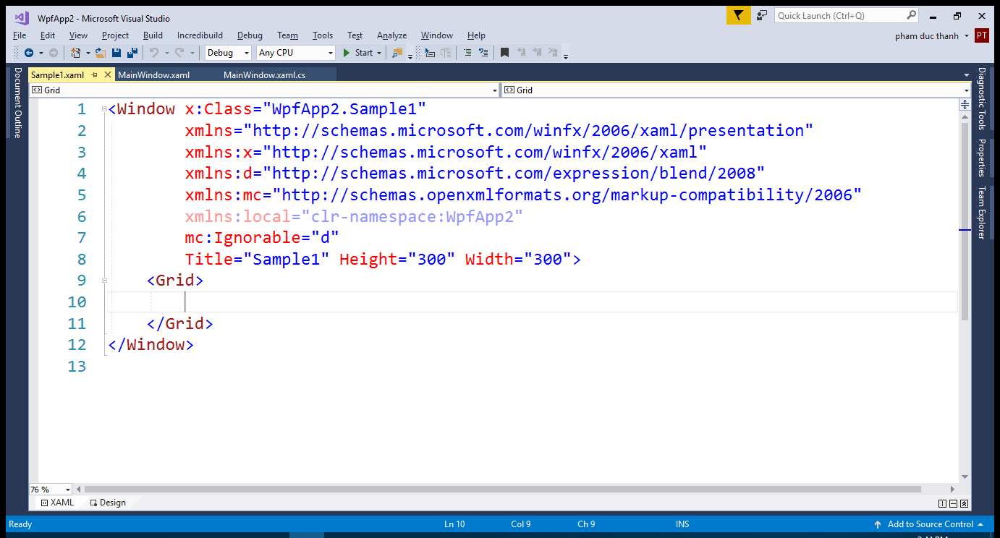 WpfApp2 - Microsoft Visual Studio
Quick Launch (Ctrl+Q)
File Edit View Project Build Incredibuild Debug Team Tools Test Analyze Window Help
pham duc thanh PT
Debug Any CPU Start
Document Outline
Sample1.xaml MainWindow.xaml MainWindow.xaml.cs
Grid Grid
1 <Window x:Class="WpfApp2.Sample1"
2 xmlns="http://schemas.microsoft.com/winfx/2006/xaml/presentation"
3 xmlns:x="http://schemas.microsoft.com/winfx/2006/xaml"
4 xmlns:d="http://schemas.microsoft.com/expression/blend/2008"
5 xmlns:mc="http://schemas.openxmlformats.org/markup-compatibility/2006"
6 xmlns:local="clr-namespace:WpfApp2"
7 mc:Ignorable="d"
8 Title="Sample1" Height="300" Width="300">
9 <Grid>
10
11 </Grid>
12 </Window>
13
Diagnostic Tools
Properties
Team Explorer
76 %
XAML Design
Ready Ln 10 Col 9 Ch 9 INS Add to Source Control